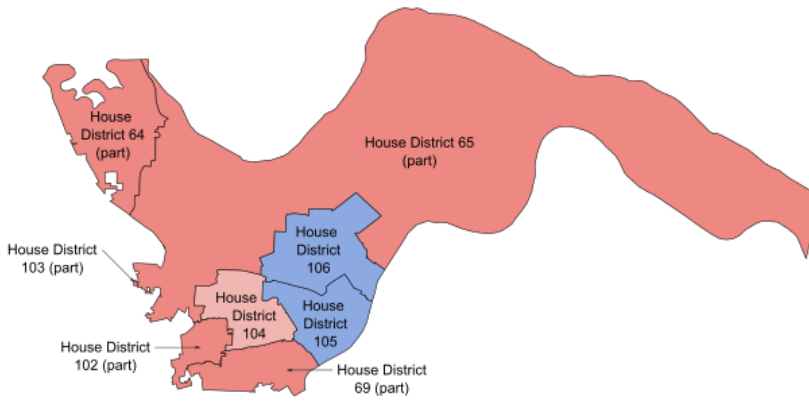 House
District 64
(part)
House District 65
(part)
House
District
106
House District
103 (part)
House
District
104
House
District
105
House District
102 (part)
House District
69 (part)